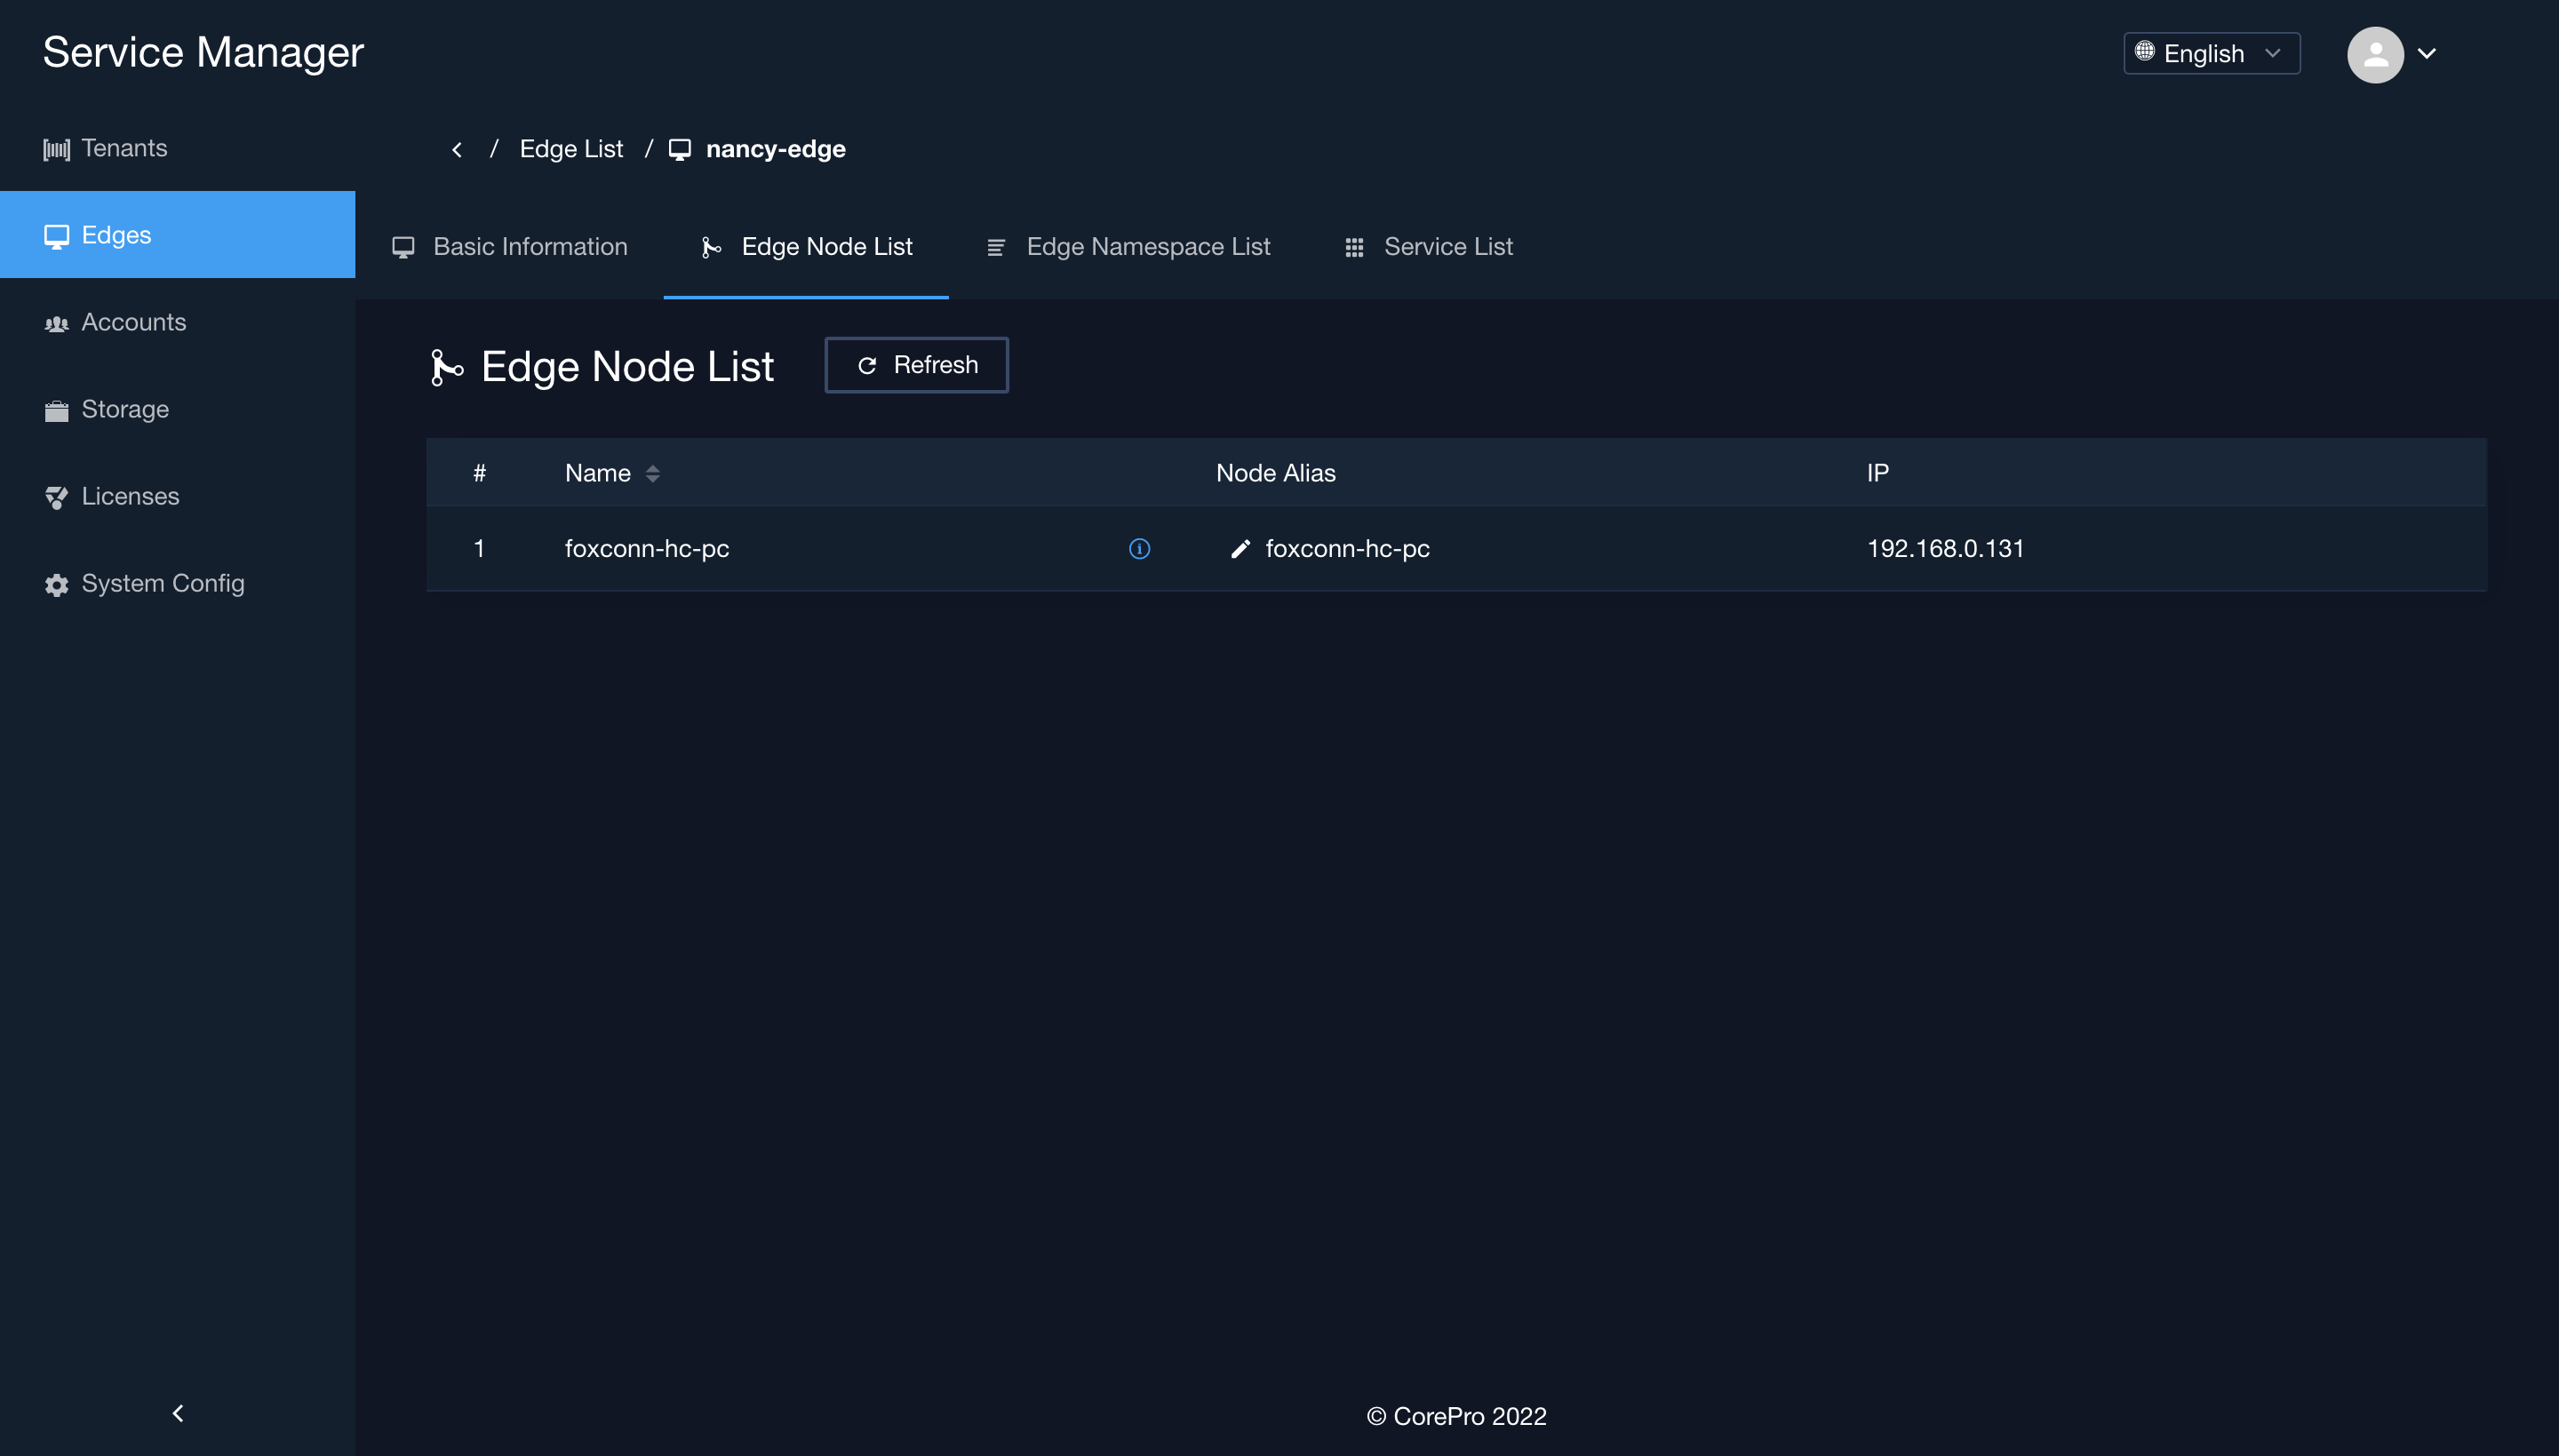 Service Manager
English
Tenants
/ Edge List / nancy-edge
Edges
Basic Information
Edge Node List
Edge Namespace List
Service List
Accounts
Edge Node List
Refresh
Storage
# Name Node Alias IP
Licenses
1 foxconn-hc-pc foxconn-hc-pc 192.168.0.131
System Config
© CorePro 2022